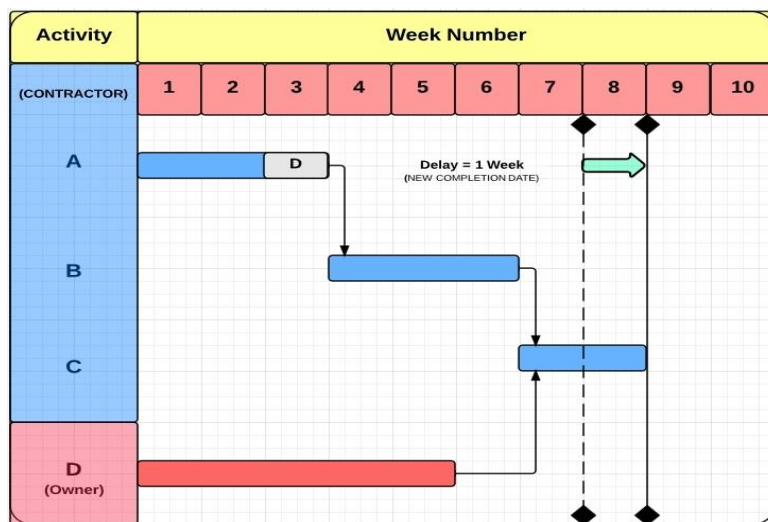 Activity
Week Number
(CONTRACTOR)
1 2 3 4 5 6 7 8 9 10
A
D
Delay = 1 Week
(NEW COMPLETION DATE)
B
C
D
(Owner)